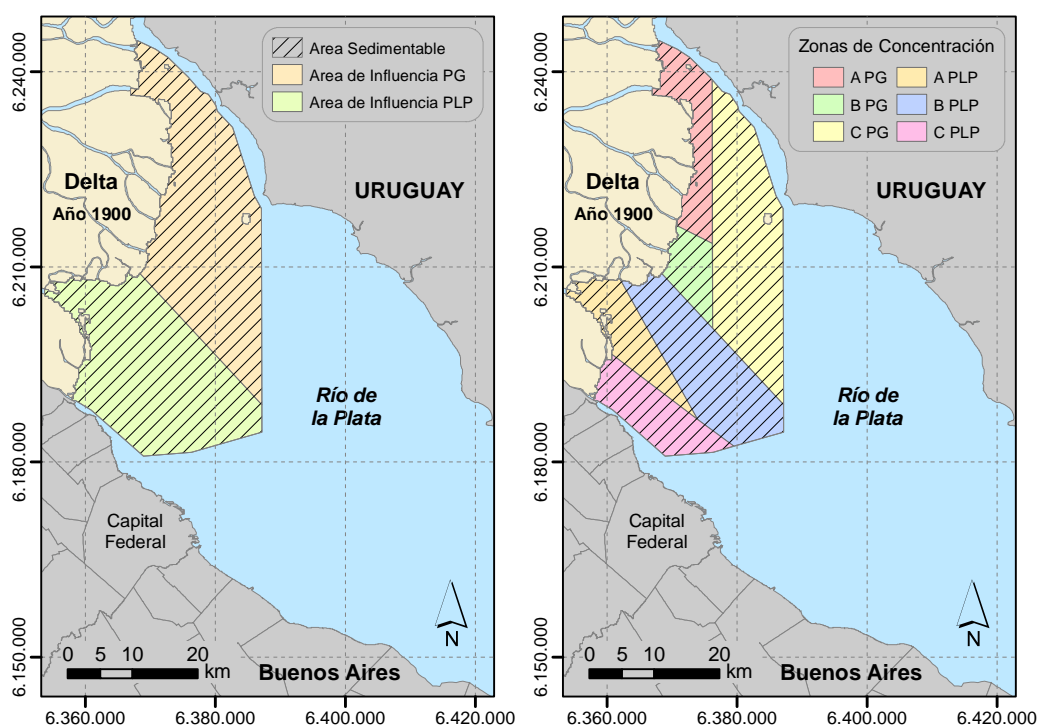 Area Sedimentable
Area de Influencia PG
Area de Influencia PLP
Delta
Año 1900
URUGUAY
Río de
la Plata
Capital
Federal
Buenos Aires
N
0 5 10 20
km
6.240.000
6.210.000
6.180.000
6.150.000
6.360.000 6.380.000 6.400.000 6.420.000
Zonas de Concentración
A PG A PLP
B PG B PLP
C PG C PLP
Delta
Año 1900
URUGUAY
Río de
la Plata
Capital
Federal
Buenos Aires
N
0 5 10 20
km
6.240.000
6.210.000
6.180.000
6.150.000
6.360.000 6.380.000 6.400.000 6.420.000